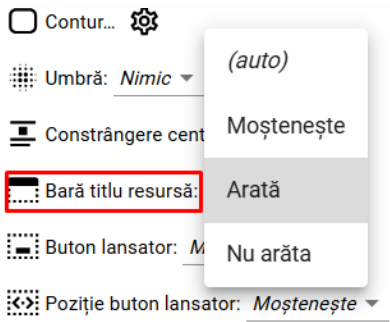 Contur...
Umbră: Nimic
Constrângere cent
Bară titlu resursă:
Buton lansator: M
Poziție buton lansator: Moștenește
(auto)
Moștenește
Arată
Nu arăta